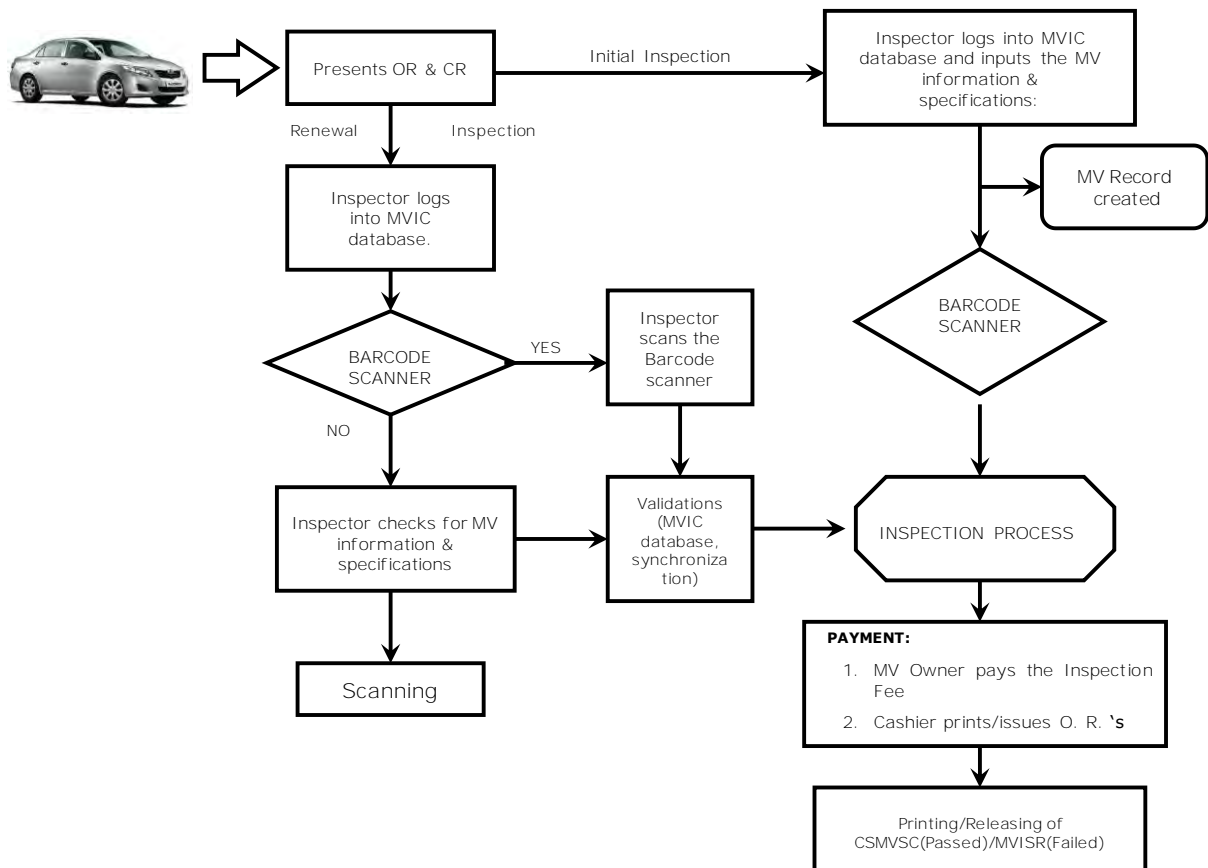 Presents OR & CR
Initial Inspection
Inspector logs into MVIC
database and inputs the MV
information &
specifications:
Renewal Inspection
MV Record
created
Inspector logs
into MVIC
database.
BARCODE
SCANNER
YES
Inspector
scans the
Barcode
scanner
BARCODE
SCANNER
NO
Inspector checks for MV
information &
specifications
Validations
(MVIC
database,
synchroniza
tion)
INSPECTION PROCESS
Scanning
PAYMENT:
1. MV Owner pays the Inspection
Fee
2. Cashier prints/issues O. R. ‘s
Printing/Releasing of
CSMVSC(Passed)/MVISR(Failed)